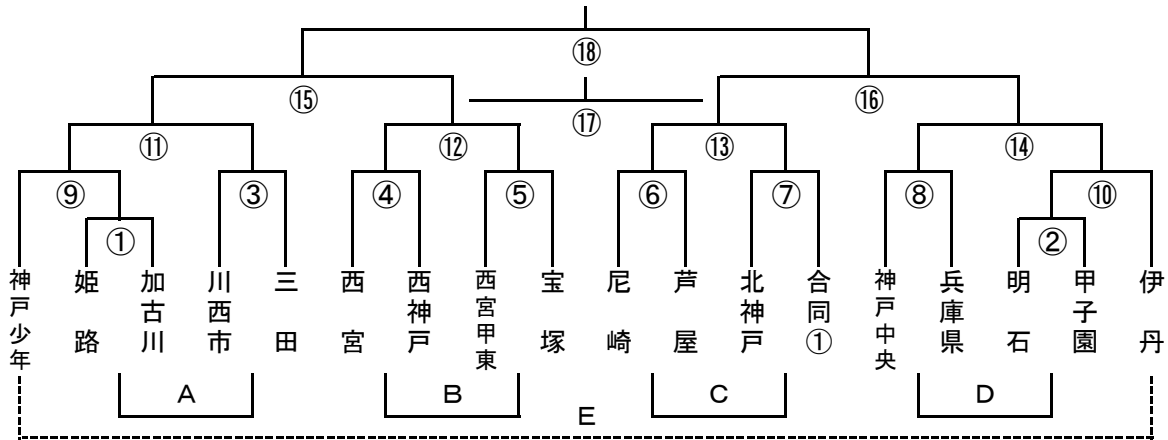 ⑱
⑮ ⑰ ⑯
⑪ ⑫ ⑬ ⑭
⑨ ③ ④ ⑤ ⑥ ⑦ ⑧ ⑩
① ②
神戸少年
姫路
加古川
川西市
三田
西宮
西神戸
西宮甲東
宝塚
尼崎
芦屋
北神戸
合同①
神戸中央
兵庫県
明石
甲子園
伊丹
A B C D
E